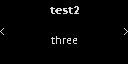 test2
< three >